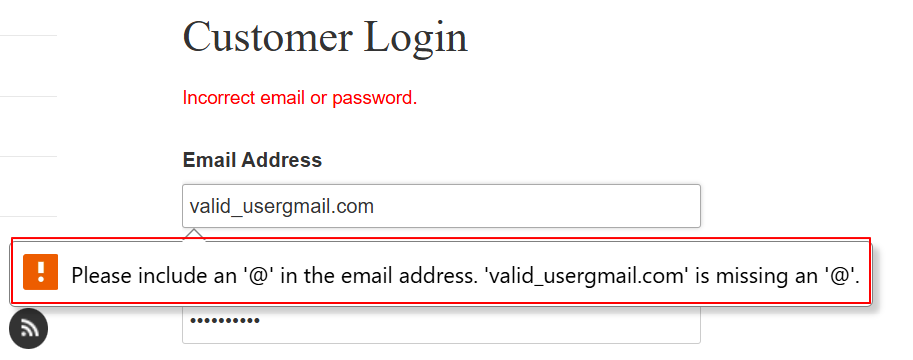 Customer Login
Incorrect email or password.
Email Address
valid_usergmail.com
! Please include an '@' in the email address. 'valid_usergmail.com' is missing an '@'.
••••••••••